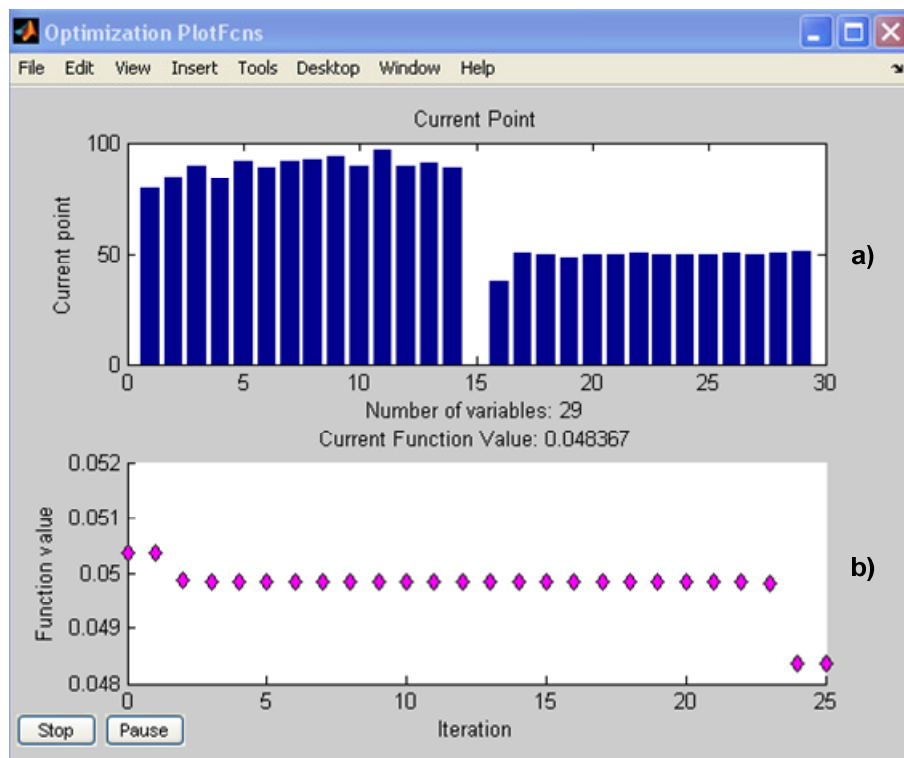 Optimization PlotFcns
File Edit View Insert Tools Desktop Window Help
Current Point
100
50
0
Current point
0 5 10 15 20 25 30
Number of variables: 29
a)
Current Function Value: 0.048367
0.052
0.051
0.05
0.049
0.048
Function value
0 5 10 15 20 25
Iteration
b)
Stop Pause